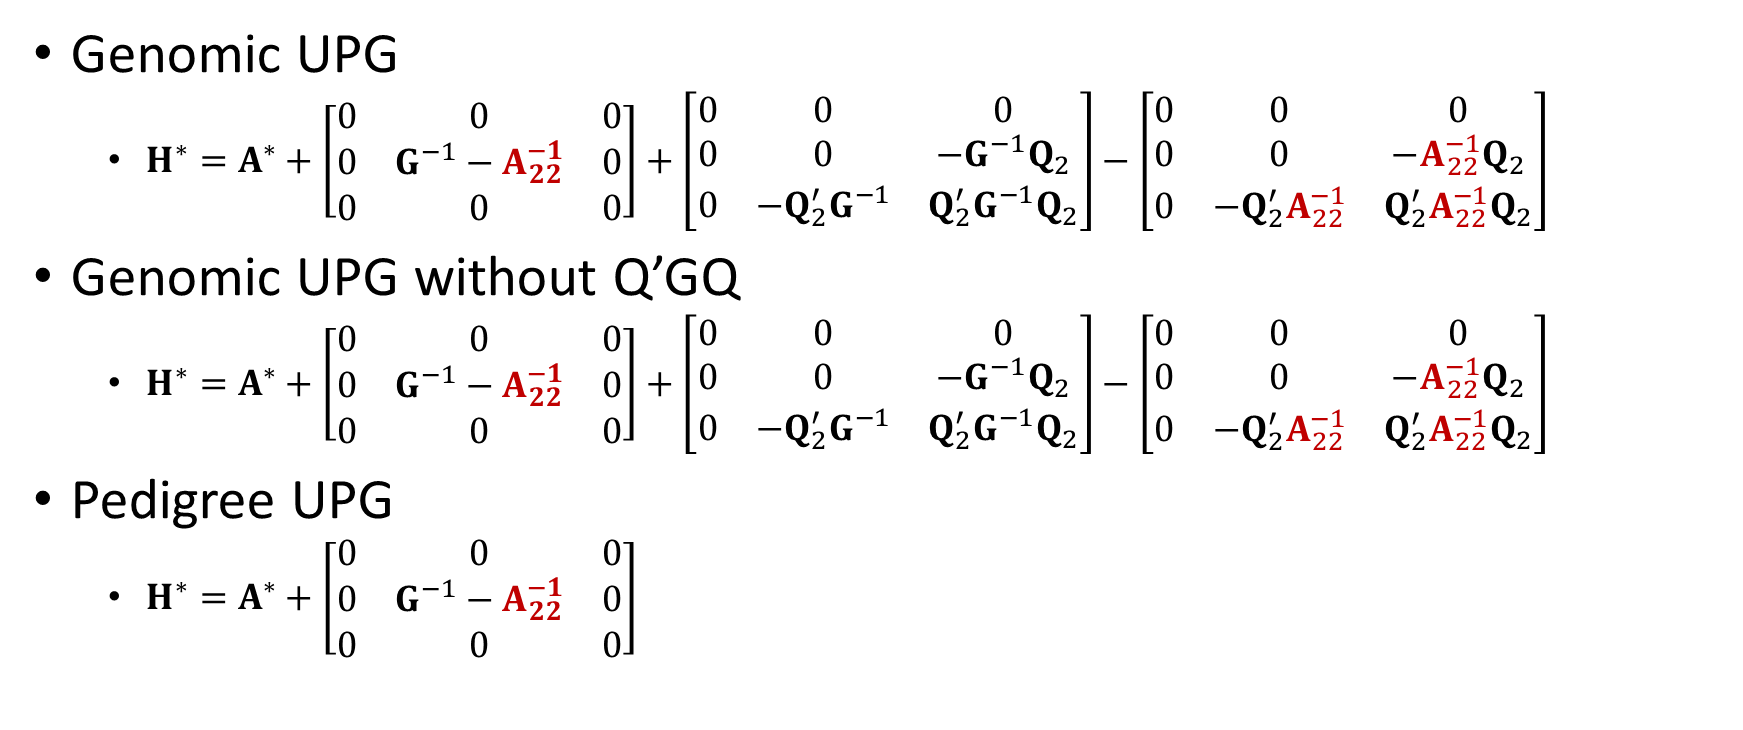 • Genomic UPG
• H* = A* + [0 0 0; 0 G⁻¹ − A₂₂⁻¹ 0; 0 0 0] + [0 0 0; 0 0 −G⁻¹Q₂; 0 −Q₂′G⁻¹ Q₂′G⁻¹Q₂] − [0 0 0; 0 0 −A₂₂⁻¹Q₂; 0 −Q₂′A₂₂⁻¹ Q₂′A₂₂⁻¹Q₂]
• Genomic UPG without Q’GQ
• H* = A* + [0 0 0; 0 G⁻¹ − A₂₂⁻¹ 0; 0 0 0] + [0 0 0; 0 0 −G⁻¹Q₂; 0 −Q₂′G⁻¹ Q₂′G⁻¹Q₂] − [0 0 0; 0 0 −A₂₂⁻¹Q₂; 0 −Q₂′A₂₂⁻¹ Q₂′A₂₂⁻¹Q₂]
• Pedigree UPG
• H* = A* + [0 0 0; 0 G⁻¹ − A₂₂⁻¹ 0; 0 0 0]